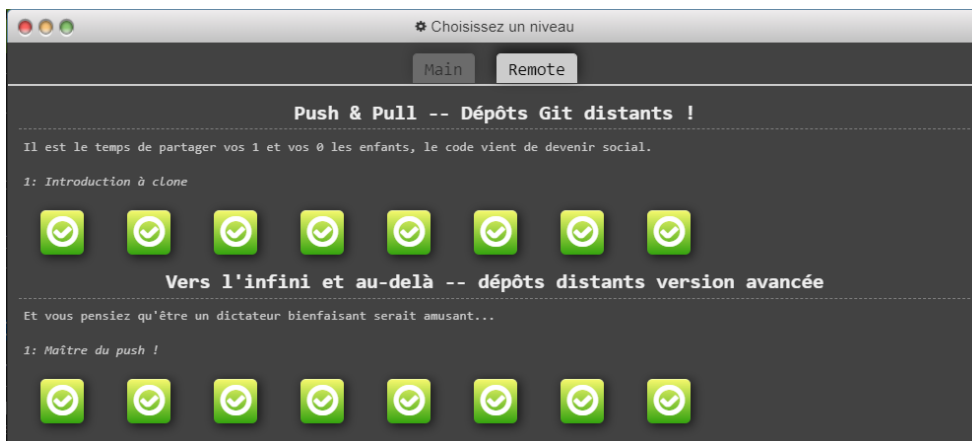 Choisissez un niveau
Main
Remote
Push & Pull -- Dépôts Git distants !
Il est le temps de partager vos 1 et vos 0 les enfants, le code vient de devenir social.
1: Introduction à clone
Vers l'infini et au-delà -- dépôts distants version avancée
Et vous pensiez qu'être un dictateur bienfaisant serait amusant...
1: Maître du push !